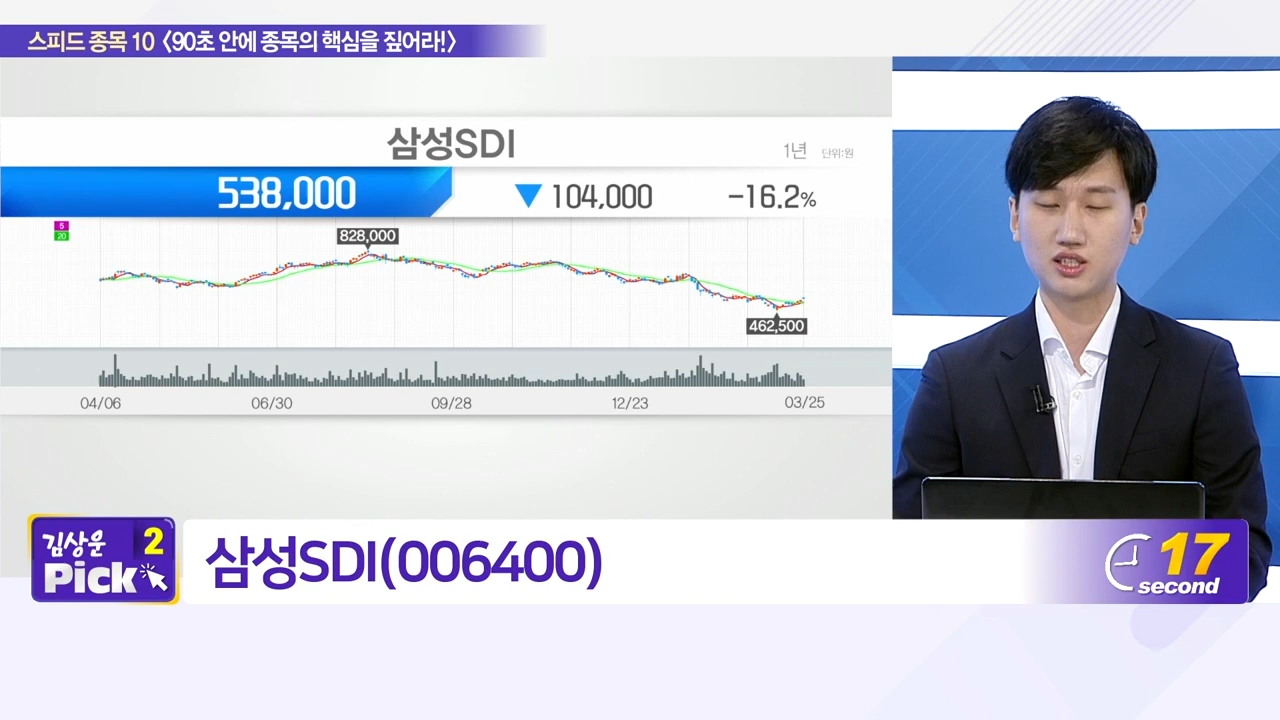 스피드 종목 10 〈90초 안에 종목의 핵심을 짚어라!〉
삼성SDI
1년 단위:원
538,000 ▼ 104,000 -16.2%
5
20
828,000
462,500
04/06 06/30 09/28 12/23 03/25
김상운 2
Pick
삼성SDI(006400)
17
second